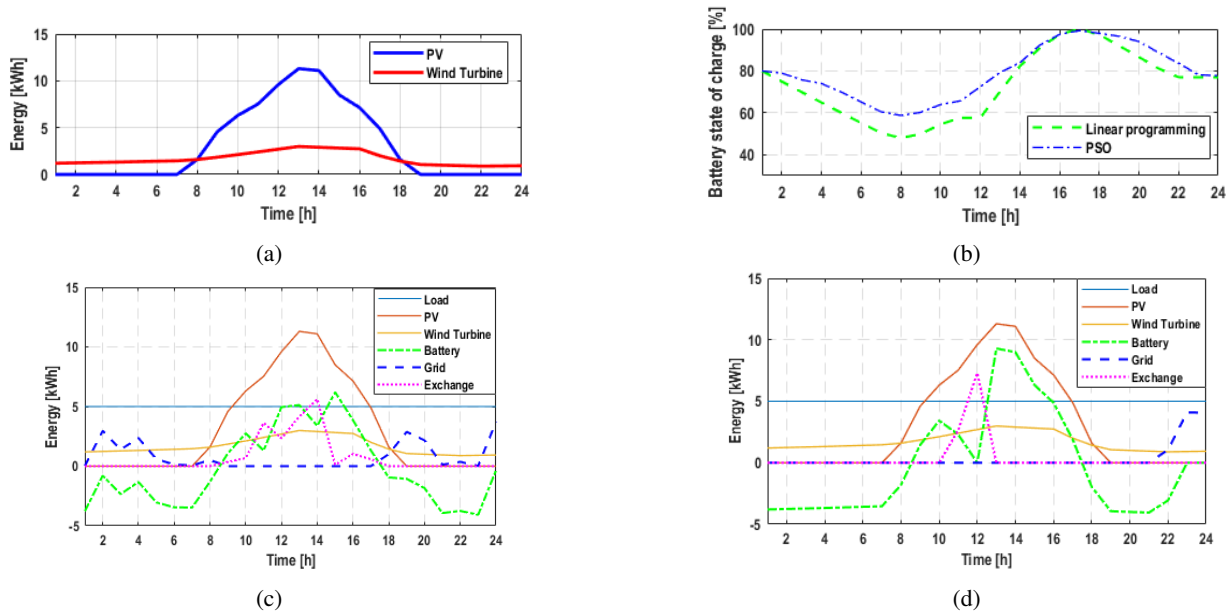 15
10
5
0
Energy [kWh]
PV
Wind Turbine
2 4 6 8 10 12 14 16 18 20 22 24
Time [h]
(a)
100
80
60
40
Battery state of charge [%]
Linear programming
PSO
2 4 6 8 10 12 14 16 18 20 22 24
Time [h]
(b)
15
10
5
0
-5
Energy [kWh]
Load
PV
Wind Turbine
Battery
Grid
Exchange
2 4 6 8 10 12 14 16 18 20 22 24
Time [h]
(c)
15
10
5
0
-5
Energy [kWh]
Load
PV
Wind Turbine
Battery
Grid
Exchange
2 4 6 8 10 12 14 16 18 20 22 24
Time [h]
(d)